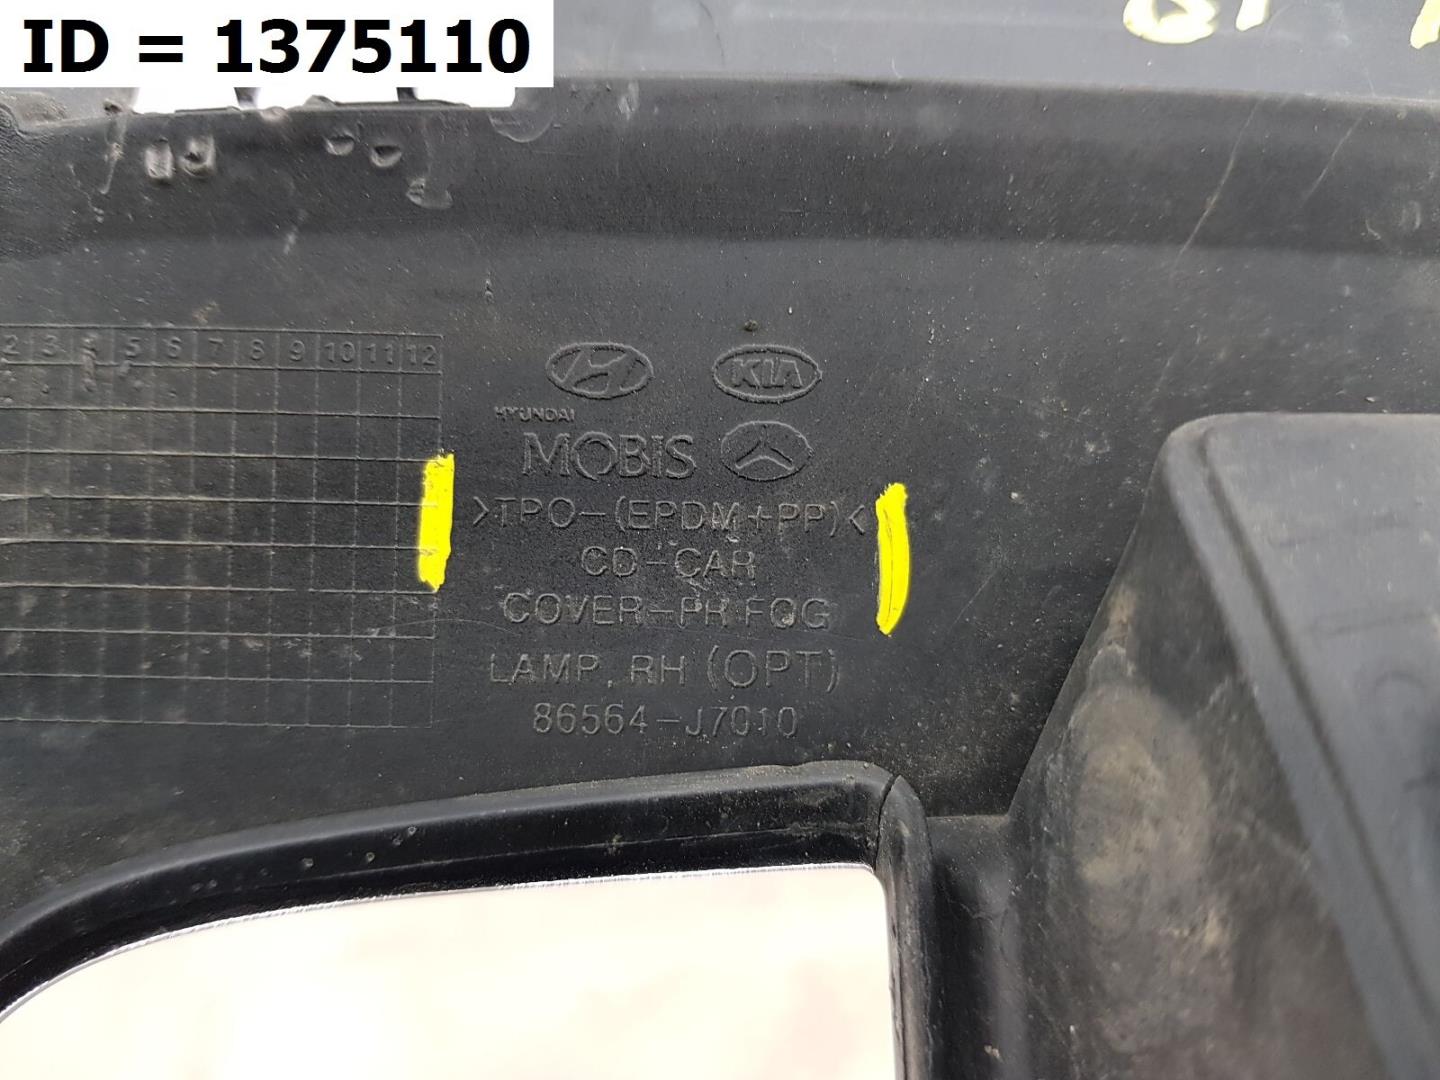 ID = 1375110
2 3 4 5 6 7 8 9 10 11 12
KIA
HYUNDAI
MOBIS
>TPO-(EPDM+PP)<
CD-CAR
COVER-FR FOG
LAMP, RH (OPT)
86564-J7010